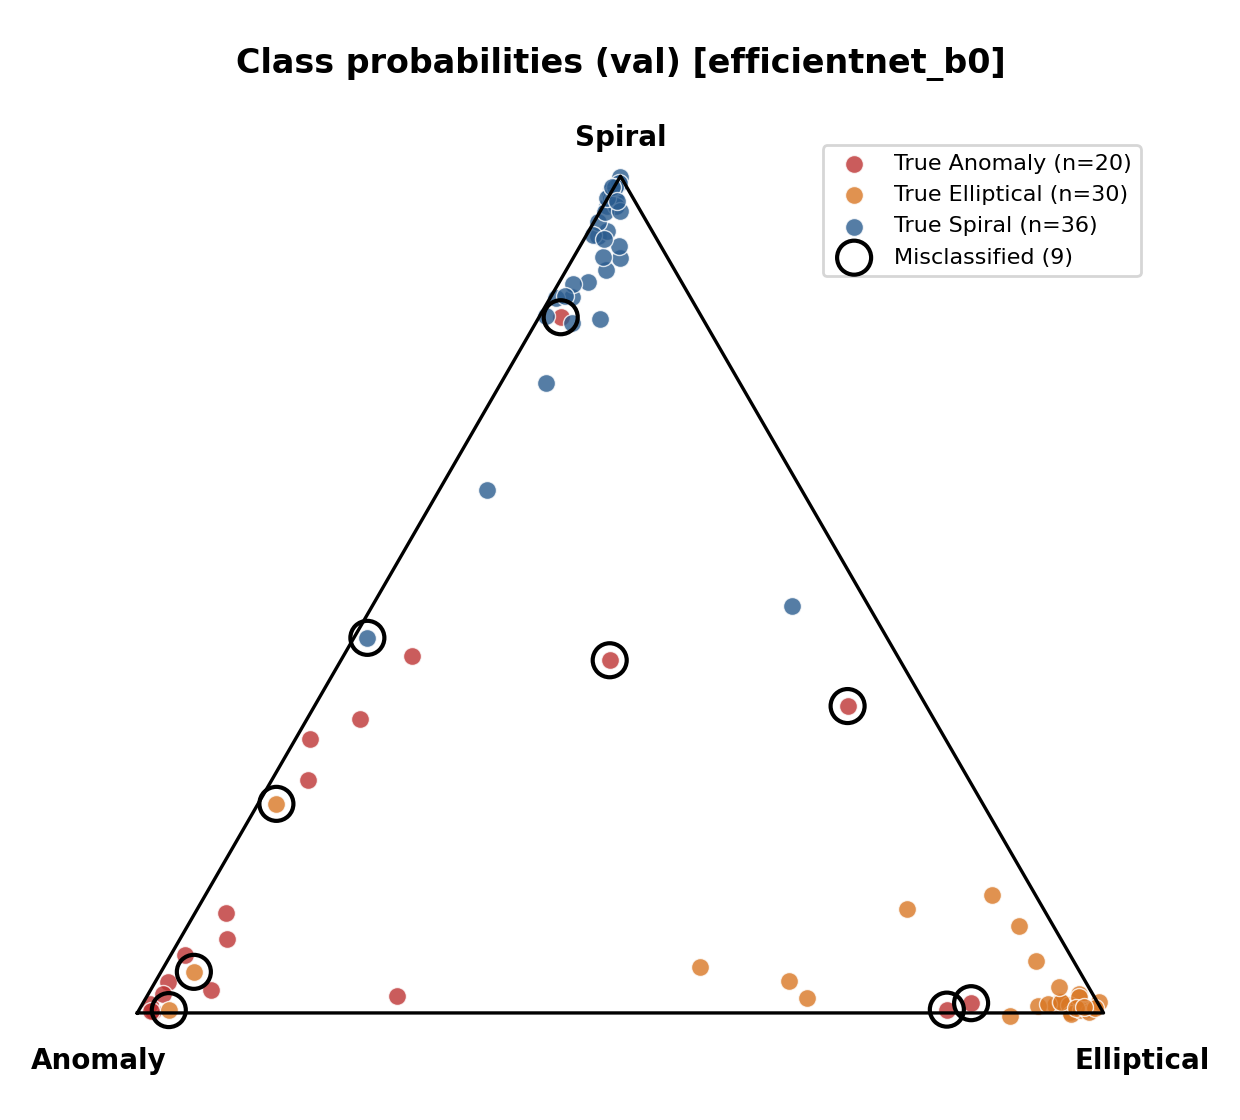 Class probabilities (val) [efficientnet_b0]
Spiral
True Anomaly (n=20)
True Elliptical (n=30)
True Spiral (n=36)
Misclassified (9)
Anomaly
Elliptical